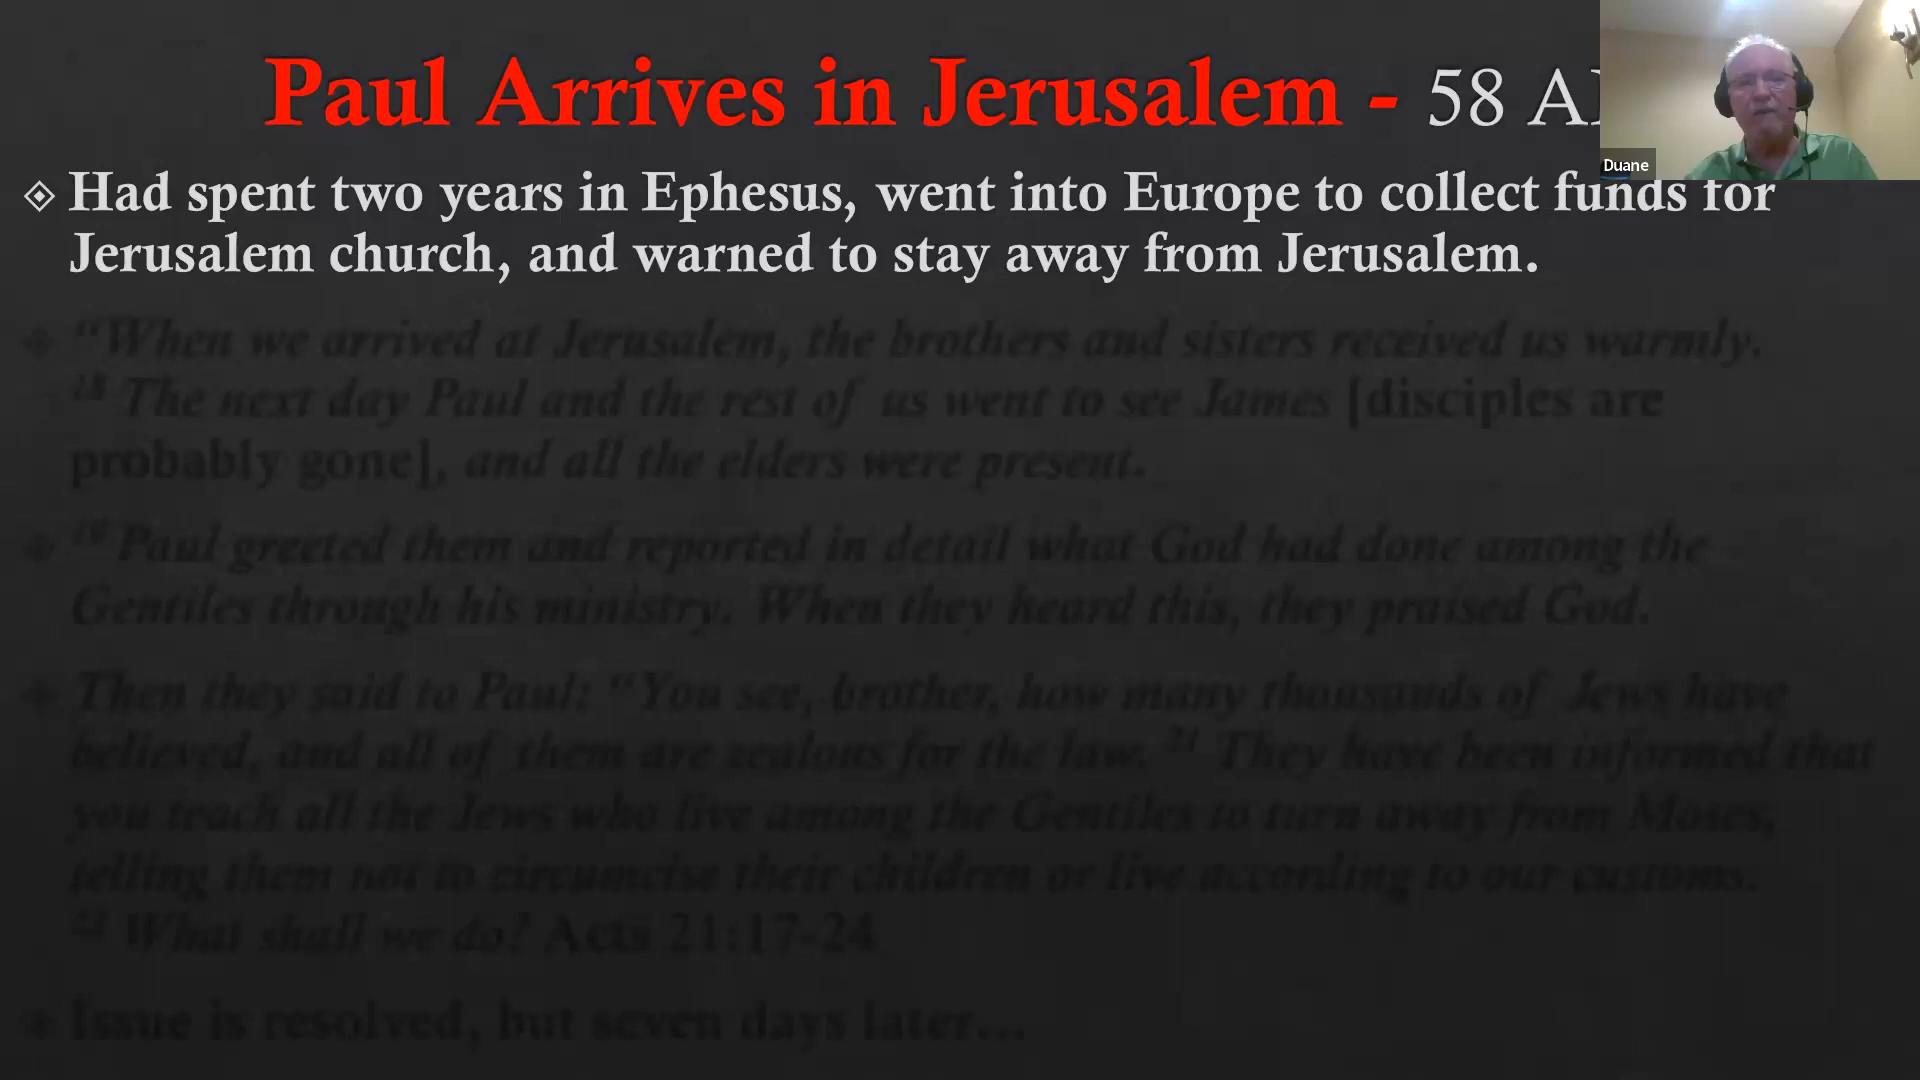 Paul Arrives in Jerusalem - 58 A
Duane
Had spent two years in Ephesus, went into Europe to collect funds for
Jerusalem church, and warned to stay away from Jerusalem.
“When we arrived at Jerusalem, the brothers and sisters received us warmly.
18 The next day Paul and the rest of us went to see James [disciples are
probably gone], and all the elders were present.
19 Paul greeted them and reported in detail what God had done among the
Gentiles through his ministry. When they heard this, they praised God.
Then they said to Paul: “You see, brother, how many thousands of Jews have
believed, and all of them are zealous for the law. 21 They have been informed that
you teach all the Jews who live among the Gentiles to turn away from Moses,
telling them not to circumcise their children or live according to our customs.
22 What shall we do? Acts 21:17-24
Issue is resolved, but seven days later...